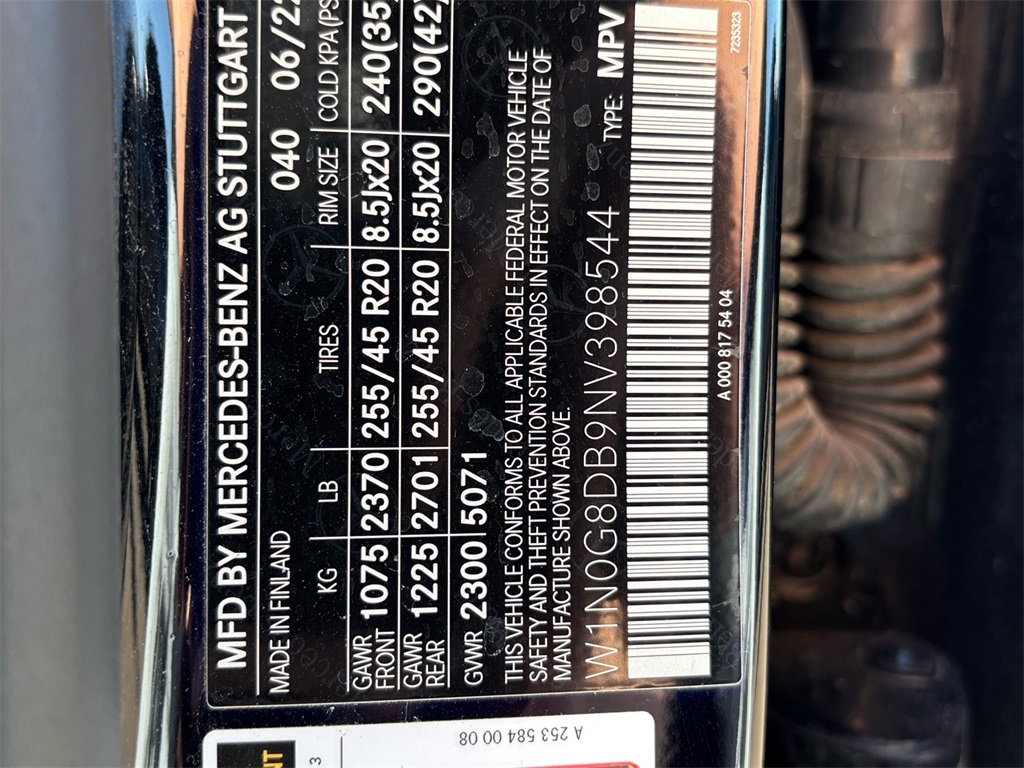 MFD BY MERCEDES-BENZ AG STUTTGART
MADE IN FINLAND 040 06/22
KG LB TIRES RIM SIZE COLD KPA(PS
GAWR FRONT 1075 2370 255/45 R20 8.5Jx20 240(35)
GAWR REAR 1225 2701 255/45 R20 8.5Jx20 290(42)
GVWR 2300 5071
THIS VEHICLE CONFORMS TO ALL APPLICABLE FEDERAL MOTOR VEHICLE
SAFETY AND THEFT PREVENTION STANDARDS IN EFFECT ON THE DATE OF
MANUFACTURE SHOWN ABOVE.
W1N0G8DB9NV398544 TYPE: MPV
A 000 817 54 04
7235323
A 253 584 00 08
NT
3